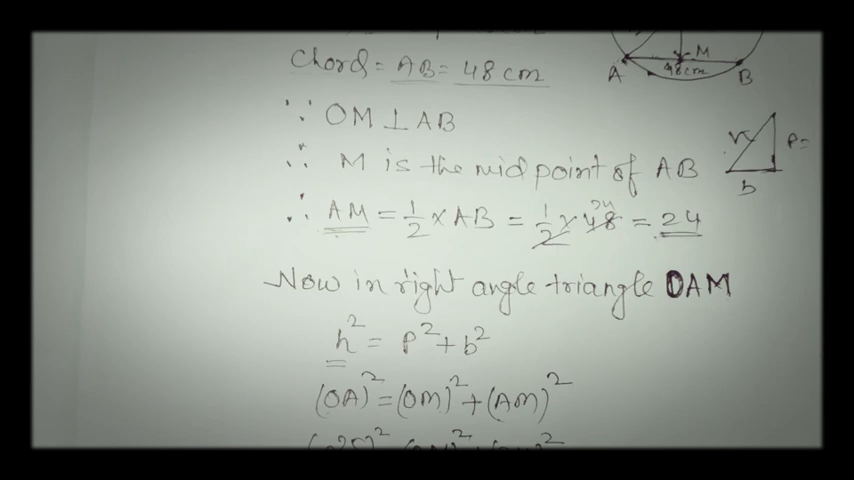 M
A 48cm B
Chord = AB = 48 cm
∵ OM ⊥ AB
∴ M is the mid point of AB
h P=
b
∴ AM = 1/2 × AB = 1/2 × 48 24 = 24
Now in right angle triangle OAM
h² = p² + b²
(OA)² = (OM)² + (AM)²